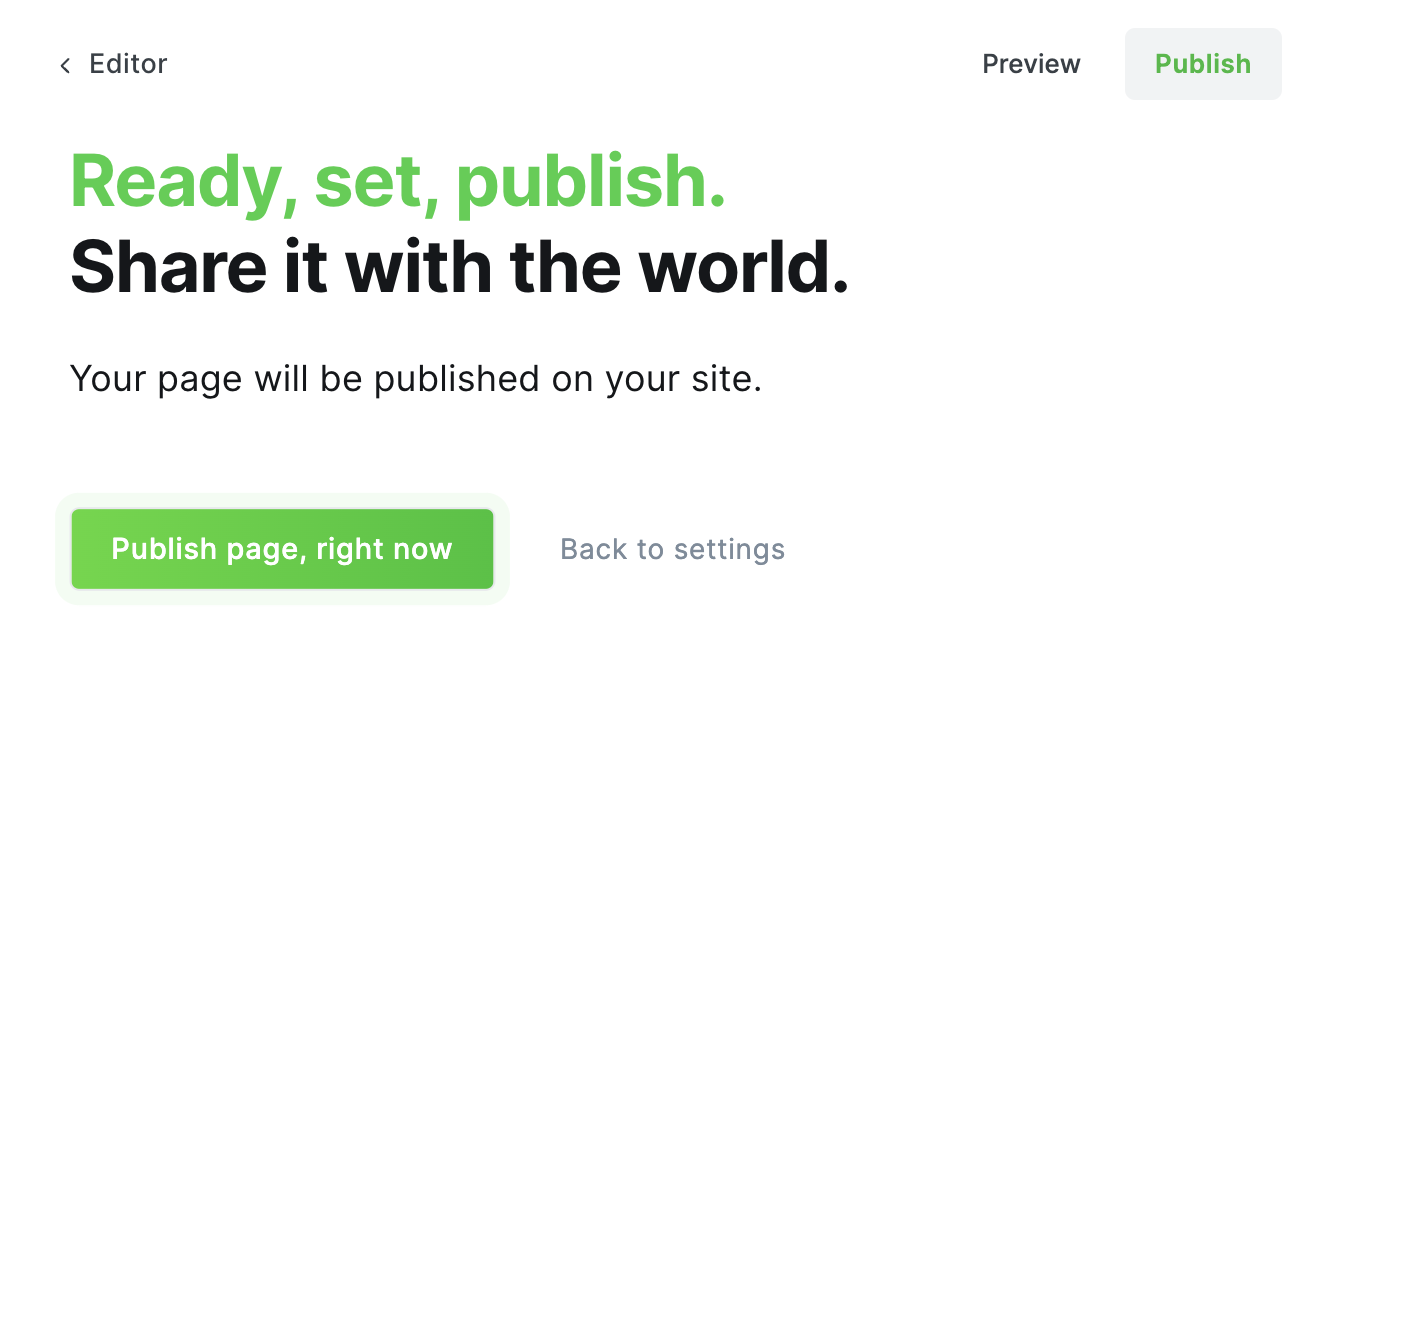 Editor
Preview
Publish
Ready, set, publish.
Share it with the world.
Your page will be published on your site.
Publish page, right now
Back to settings